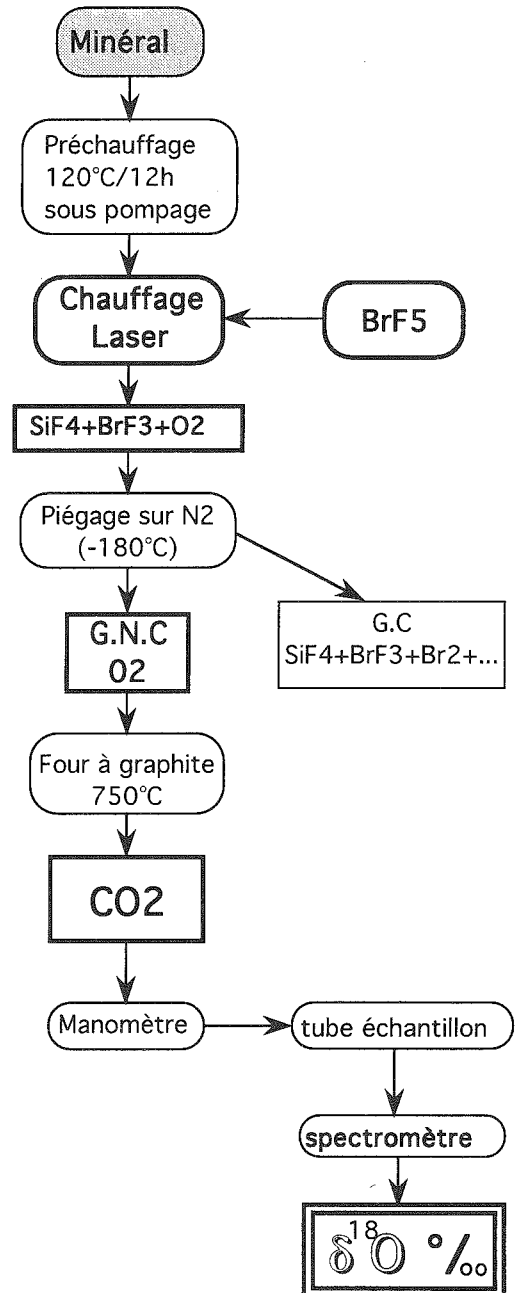 Minéral
Préchauffage
120°C/12h
sous pompage
Chauffage
Laser
BrF5
SiF4+BrF3+O2
Piégage sur N2
(-180°C)
G.N.C
O2
G.C
SiF4+BrF3+Br2+...
Four à graphite
750°C
CO2
Manomètre
tube échantillon
spectromètre
δ18O ‰